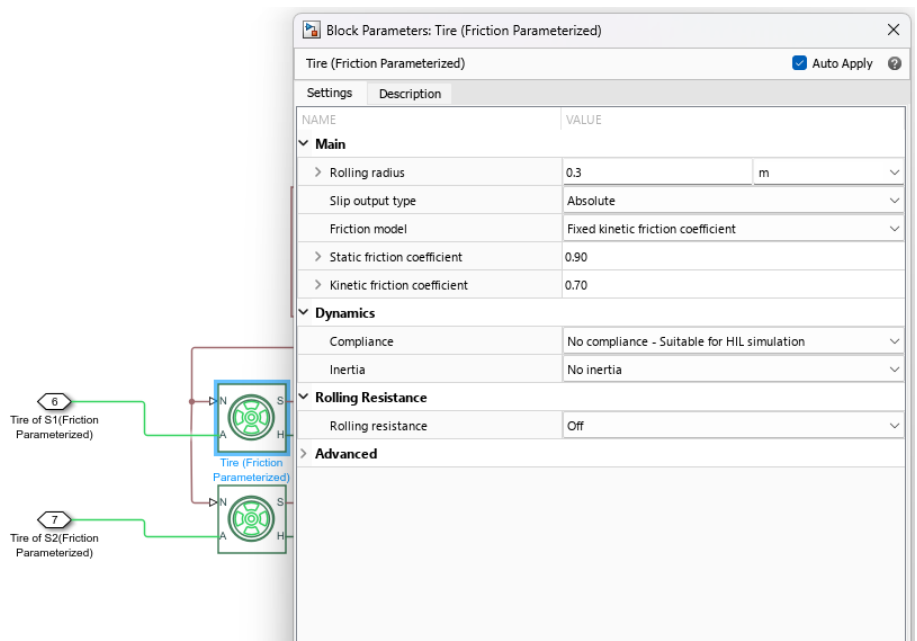 Block Parameters: Tire (Friction Parameterized)
Tire (Friction Parameterized)
Auto Apply
Settings Description
NAME VALUE
Main
Rolling radius 0.3 m
Slip output type Absolute
Friction model Fixed kinetic friction coefficient
Static friction coefficient 0.90
Kinetic friction coefficient 0.70
Dynamics
Compliance No compliance - Suitable for HIL simulation
Inertia No inertia
Rolling Resistance
Rolling resistance Off
Advanced
6
Tire of S1(Friction
Parameterized)
N S
A H
Tire (Friction
Parameterized)
7
Tire of S2(Friction
Parameterized)
N S
A H